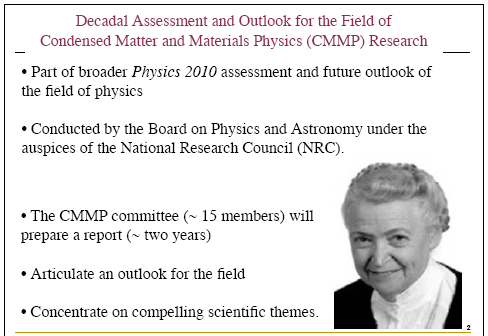 Decadal Assessment and Outlook for the Field of
Condensed Matter and Materials Physics (CMMP) Research
• Part of broader Physics 2010 assessment and future outlook of
the field of physics
• Conducted by the Board on Physics and Astronomy under the
auspices of the National Research Council (NRC).
• The CMMP committee (~ 15 members) will
prepare a report (~ two years)
• Articulate an outlook for the field
• Concentrate on compelling scientific themes.
2